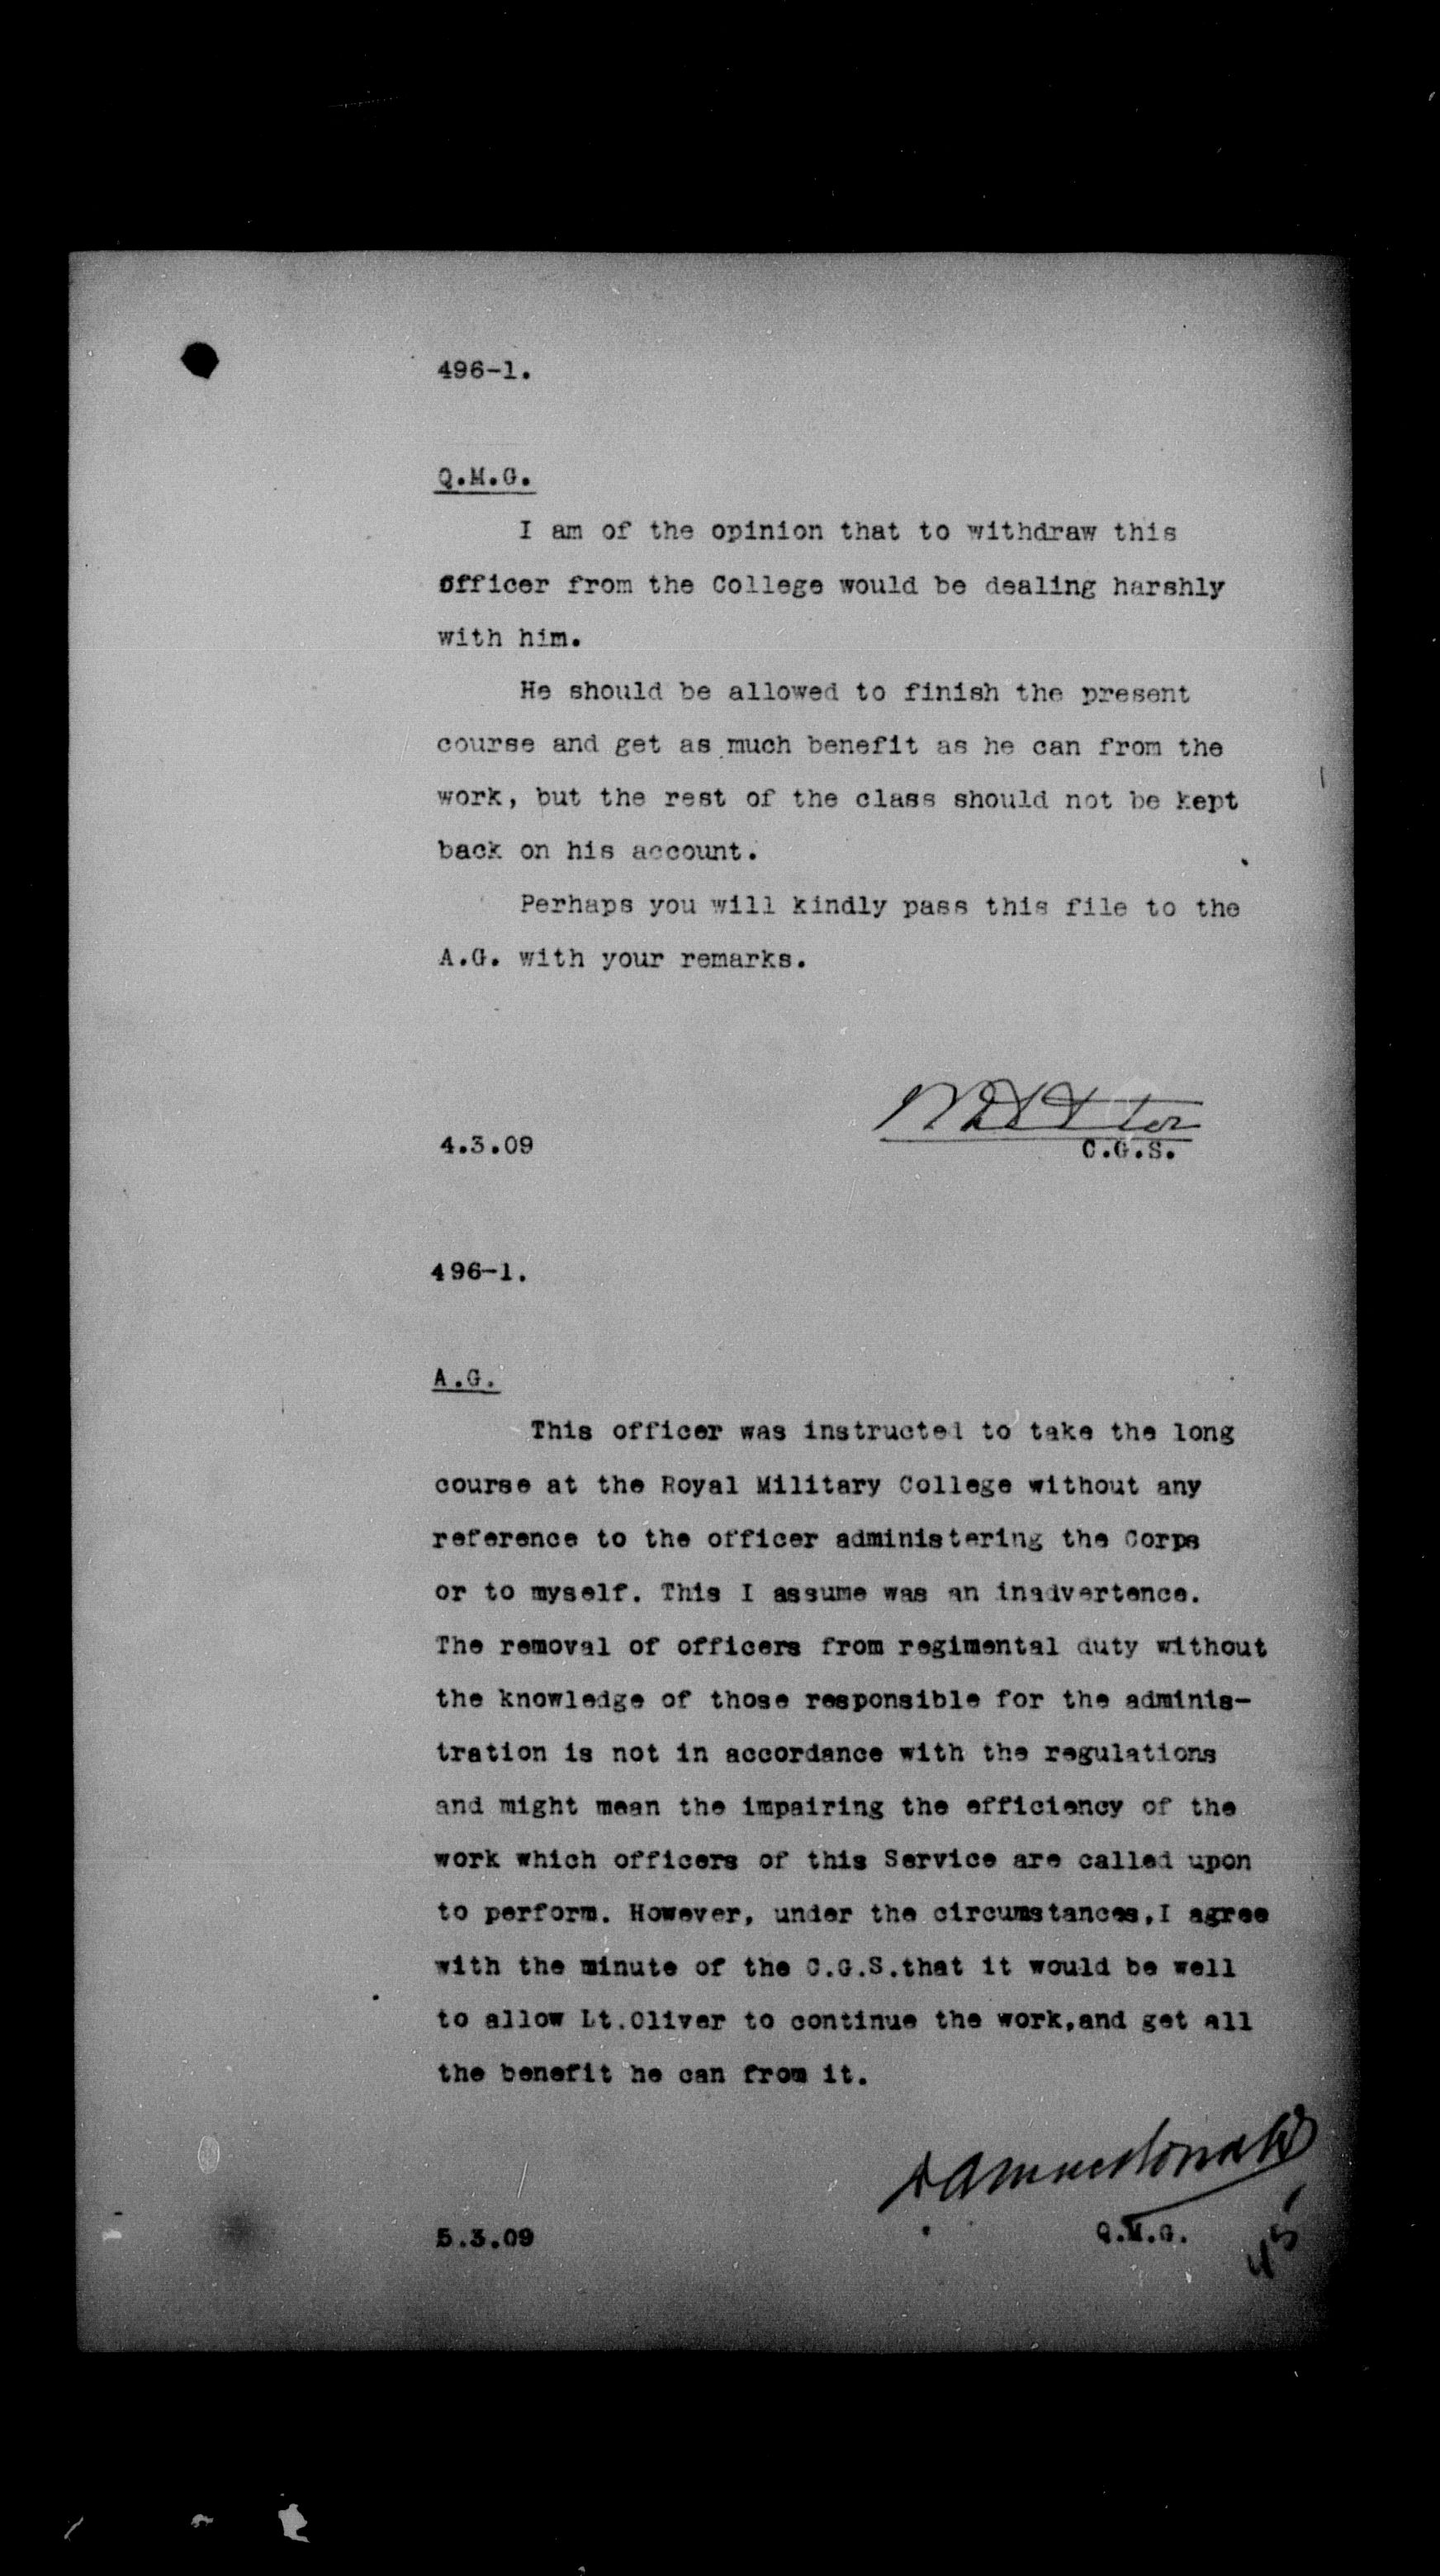 496-1.
Q.M.G.
I am of the opinion that to withdraw this
officer from the College would be dealing harshly
with him.
He should be allowed to finish the present
course and get as much benefit as he can from the
work, but the rest of the class should not be kept
back on his account.
Perhaps you will kindly pass this file to the
A.G. with your remarks.
4.3.09
C.G.S.
496-1.
A.G.
This officer was instructed to take the long
course at the Royal Military College without any
reference to the officer administering the Corps
or to myself. This I assume was an inadvertence.
The removal of officers from regimental duty without
the knowledge of those responsible for the adminis-
tration is not in accordance with the regulations
and might mean the impairing the efficiency of the
work which officers of this Service are called upon
to perform. However, under the circumstances,I agree
with the minute of the C.G.S.that it would be well
to allow Lt.Oliver to continue the work,and get all
the benefit he can from it.
DAMacdonald
5.3.09
Q.M.G.
45